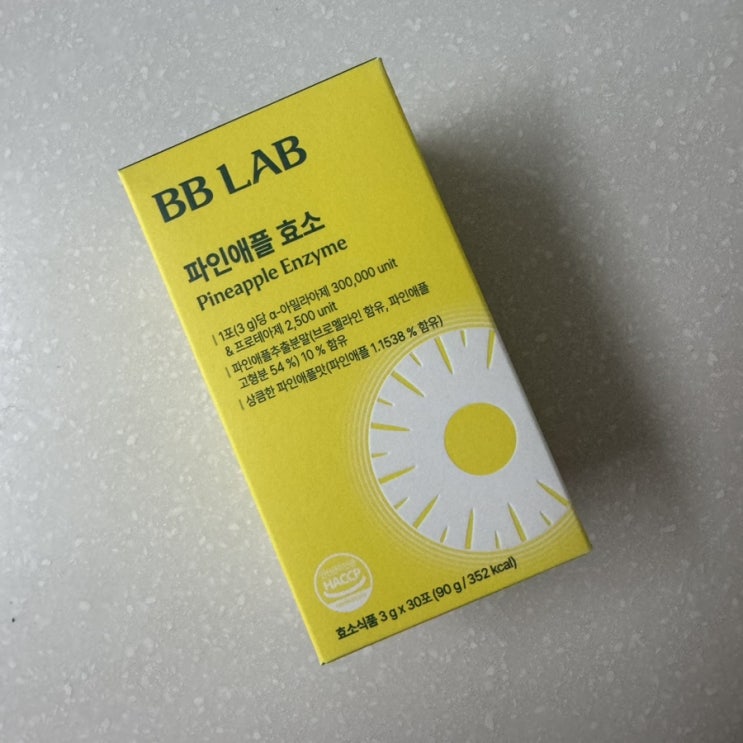 BB LAB
파인애플 효소
Pineapple Enzyme
| 1포(3 g)당 α-아밀라아제 300,000 unit
& 프로테아제 2,500 unit
| 파인애플추출분말(브로멜라인 함유, 파인애플
고형분 54 %) 10 % 함유
| 상큼한 파인애플맛(파인애플 1.1538 % 함유)
HACCP
효소식품 3 g x 30포 (90 g / 352 kcal)